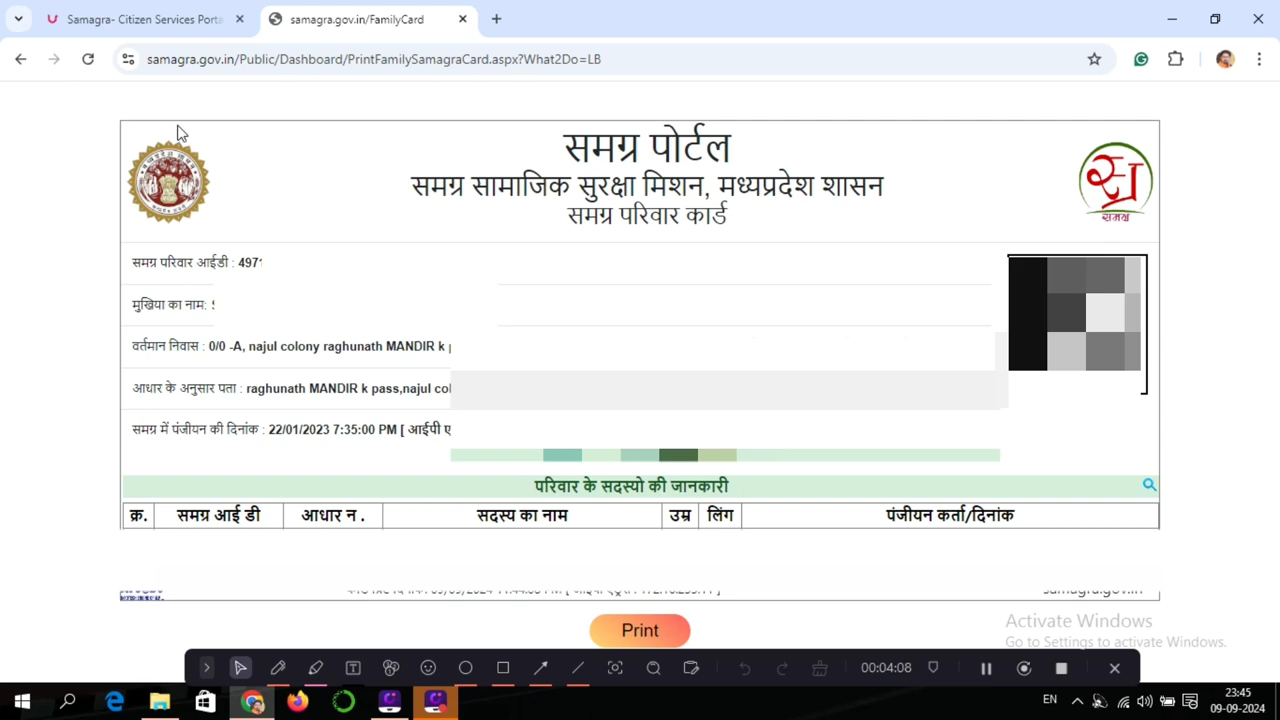 Samagra- Citizen Services Porta
samagra.gov.in/FamilyCard
samagra.gov.in/Public/Dashboard/PrintFamilySamagraCard.aspx?What2Do=LB
समग्र पोर्टल
समग्र सामाजिक सुरक्षा मिशन, मध्यप्रदेश शासन
समग्र परिवार कार्ड
समग्र
समग्र परिवार आईडी : 4971
मुखिया का नाम:
वर्तमान निवास : 0/0 -A, najul colony raghunath MANDIR k
आधार के अनुसार पता : raghunath MANDIR k pass,najul col
समग्र में पंजीयन की दिनांक : 22/01/2023 7:35:00 PM [ आईपी ए
परिवार के सदस्यो की जानकारी
क्र. समग्र आई डी आधार न . सदस्य का नाम उम्र लिंग पंजीयन कर्ता/दिनांक
samagra.gov.in
Print
Activate Windows
Go to Settings to activate Windows.
00:04:08
EN
23:45
09-09-2024